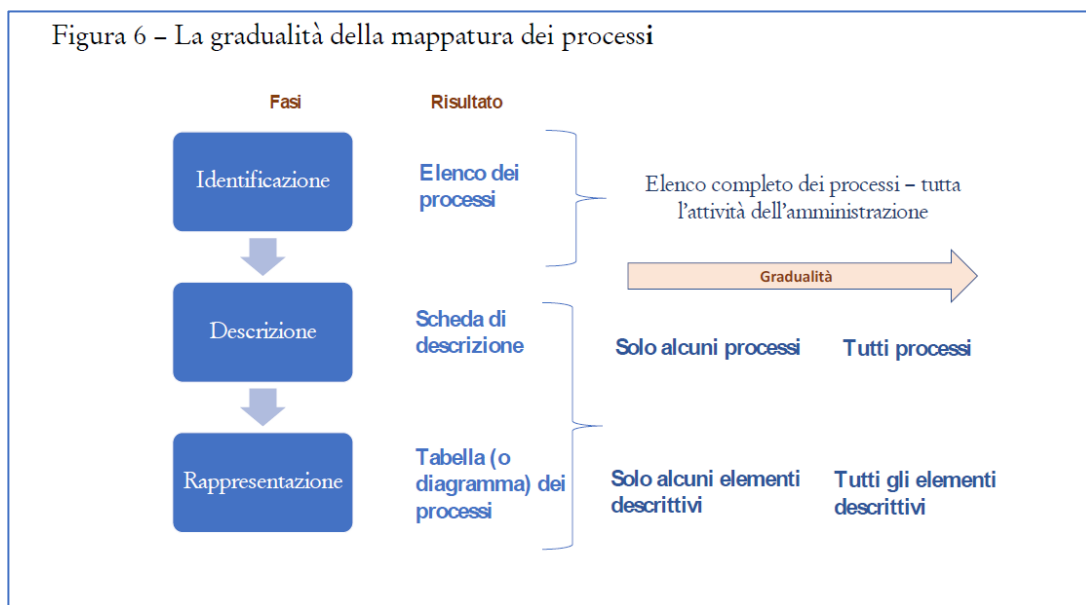 Figura 6 – La gradualità della mappatura dei processi
Fasi
Risultato
Identificazione
Elenco dei
processi
Elenco completo dei processi – tutta
l'attività dell'amministrazione
Gradualità
Descrizione
Scheda di
descrizione
Solo alcuni processi
Tutti processi
Rappresentazione
Tabella (o
diagramma) dei
processi
Solo alcuni elementi
descrittivi
Tutti gli elementi
descrittivi